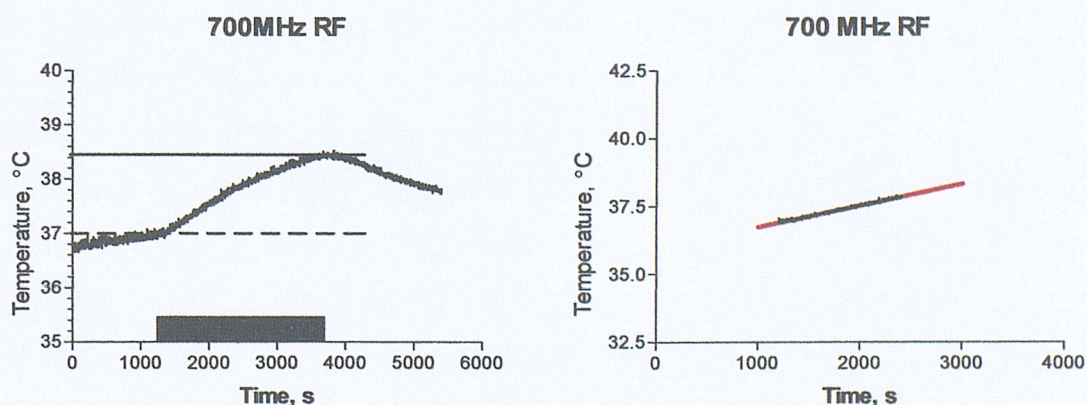 700MHz RF
Temperature, °C
40
39
38
37
36
35
0 1000 2000 3000 4000 5000 6000
Time, s
700 MHz RF
Temperature, °C
42.5
40.0
37.5
35.0
32.5
0 1000 2000 3000 4000
Time, s